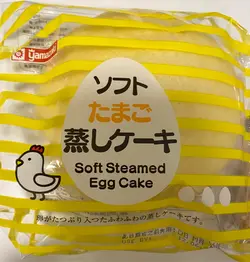 yamazaki
ソフト
たまご
蒸しケーキ
Soft Steamed
Egg Cake
卵がたっぷり入ったふわふわの蒸しケーキです。